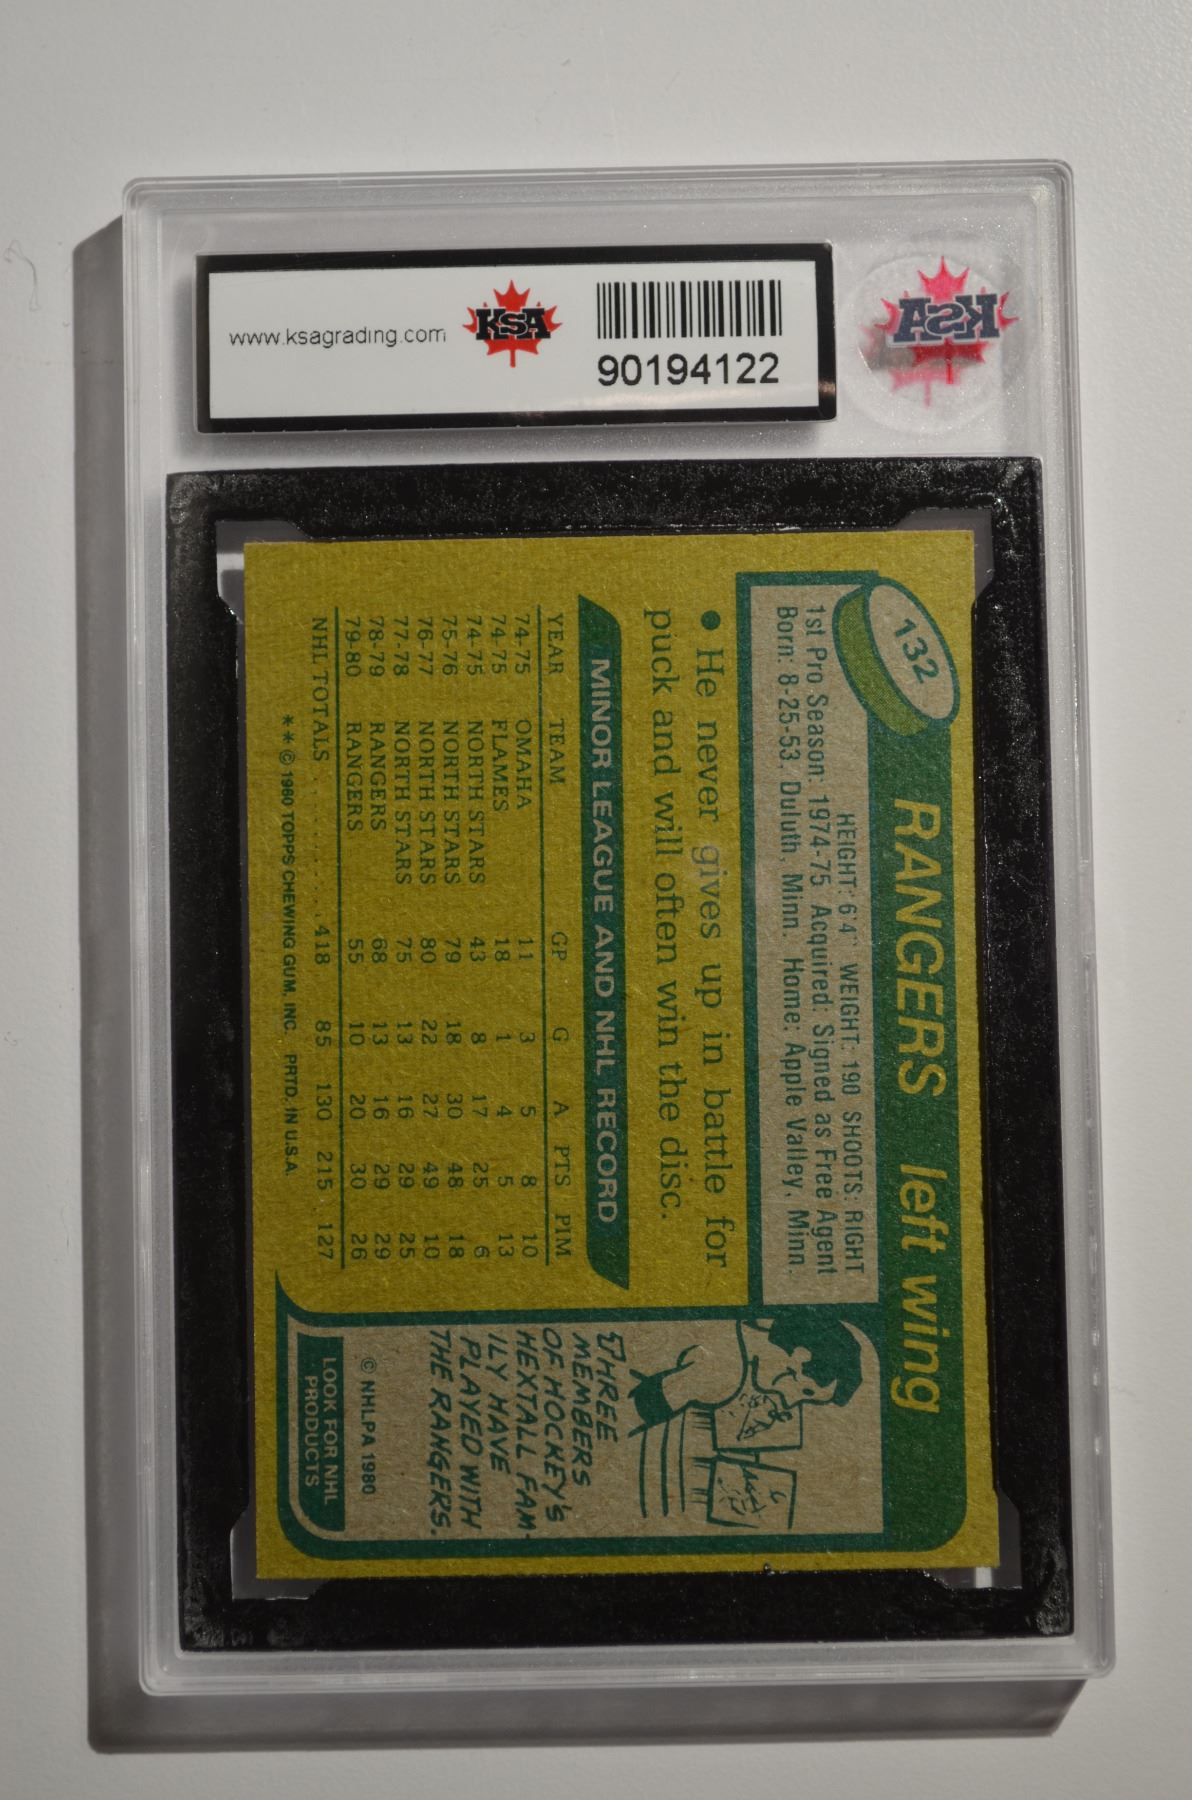 www.ksagrading.com
KSA
90194122
KSA
132
RANGERS left wing
HEIGHT: 6'4" WEIGHT: 190 SHOOTS: RIGHT
1st Pro Season: 1974-75 Acquired: Signed as Free Agent
Born: 8-25-53, Duluth, Minn. Home: Apple Valley, Minn.
• He never gives up in battle for
puck and will often win the disc.
MINOR LEAGUE AND NHL RECORD
YEAR TEAM GP G A PTS PIM
74-75 OMAHA 11 3 5 8 10
74-75 FLAMES 18 1 4 5 13
74-75 NORTH STARS 43 8 17 25 6
75-76 NORTH STARS 79 18 30 48 18
76-77 NORTH STARS 80 22 27 49 10
77-78 NORTH STARS 75 13 16 29 25
78-79 RANGERS 68 13 16 29 29
79-80 RANGERS 55 10 20 30 26
NHL TOTALS . . . . . . . . . . 418 85 130 215 127
**© 1980 TOPPS CHEWING GUM, INC. PRTD. IN U.S.A.
THREE
MEMBERS
OF HOCKEY'S
HEXTALL FAM-
ILY HAVE
PLAYED WITH
THE RANGERS.
© NHLPA 1980
LOOK FOR NHL
PRODUCTS